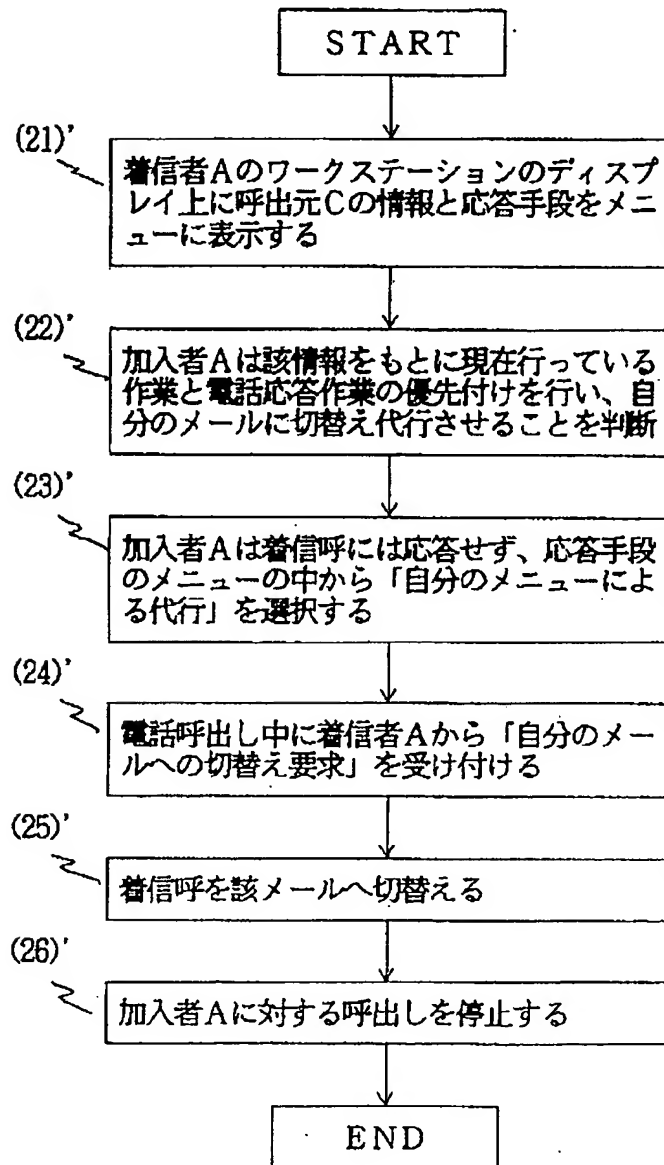 START
(21)'
着信者Aのワークステーションのディスプ
レイ上に呼出元Cの情報と応答手段をメニ
ューに表示する
(22)'
加入者Aは該情報をもとに現在行っている
作業と電話応答作業の優先付けを行い、自
分のメールに切替え代行させることを判断
(23)'
加入者Aは着信呼には応答せず、応答手段
のメニューの中から「自分のメニューによ
る代行」を選択する
(24)'
電話呼出し中に着信者Aから「自分のメー
ルへの切替え要求」を受け付ける
(25)'
着信呼を該メールへ切替える
(26)'
加入者Aに対する呼出しを停止する
END